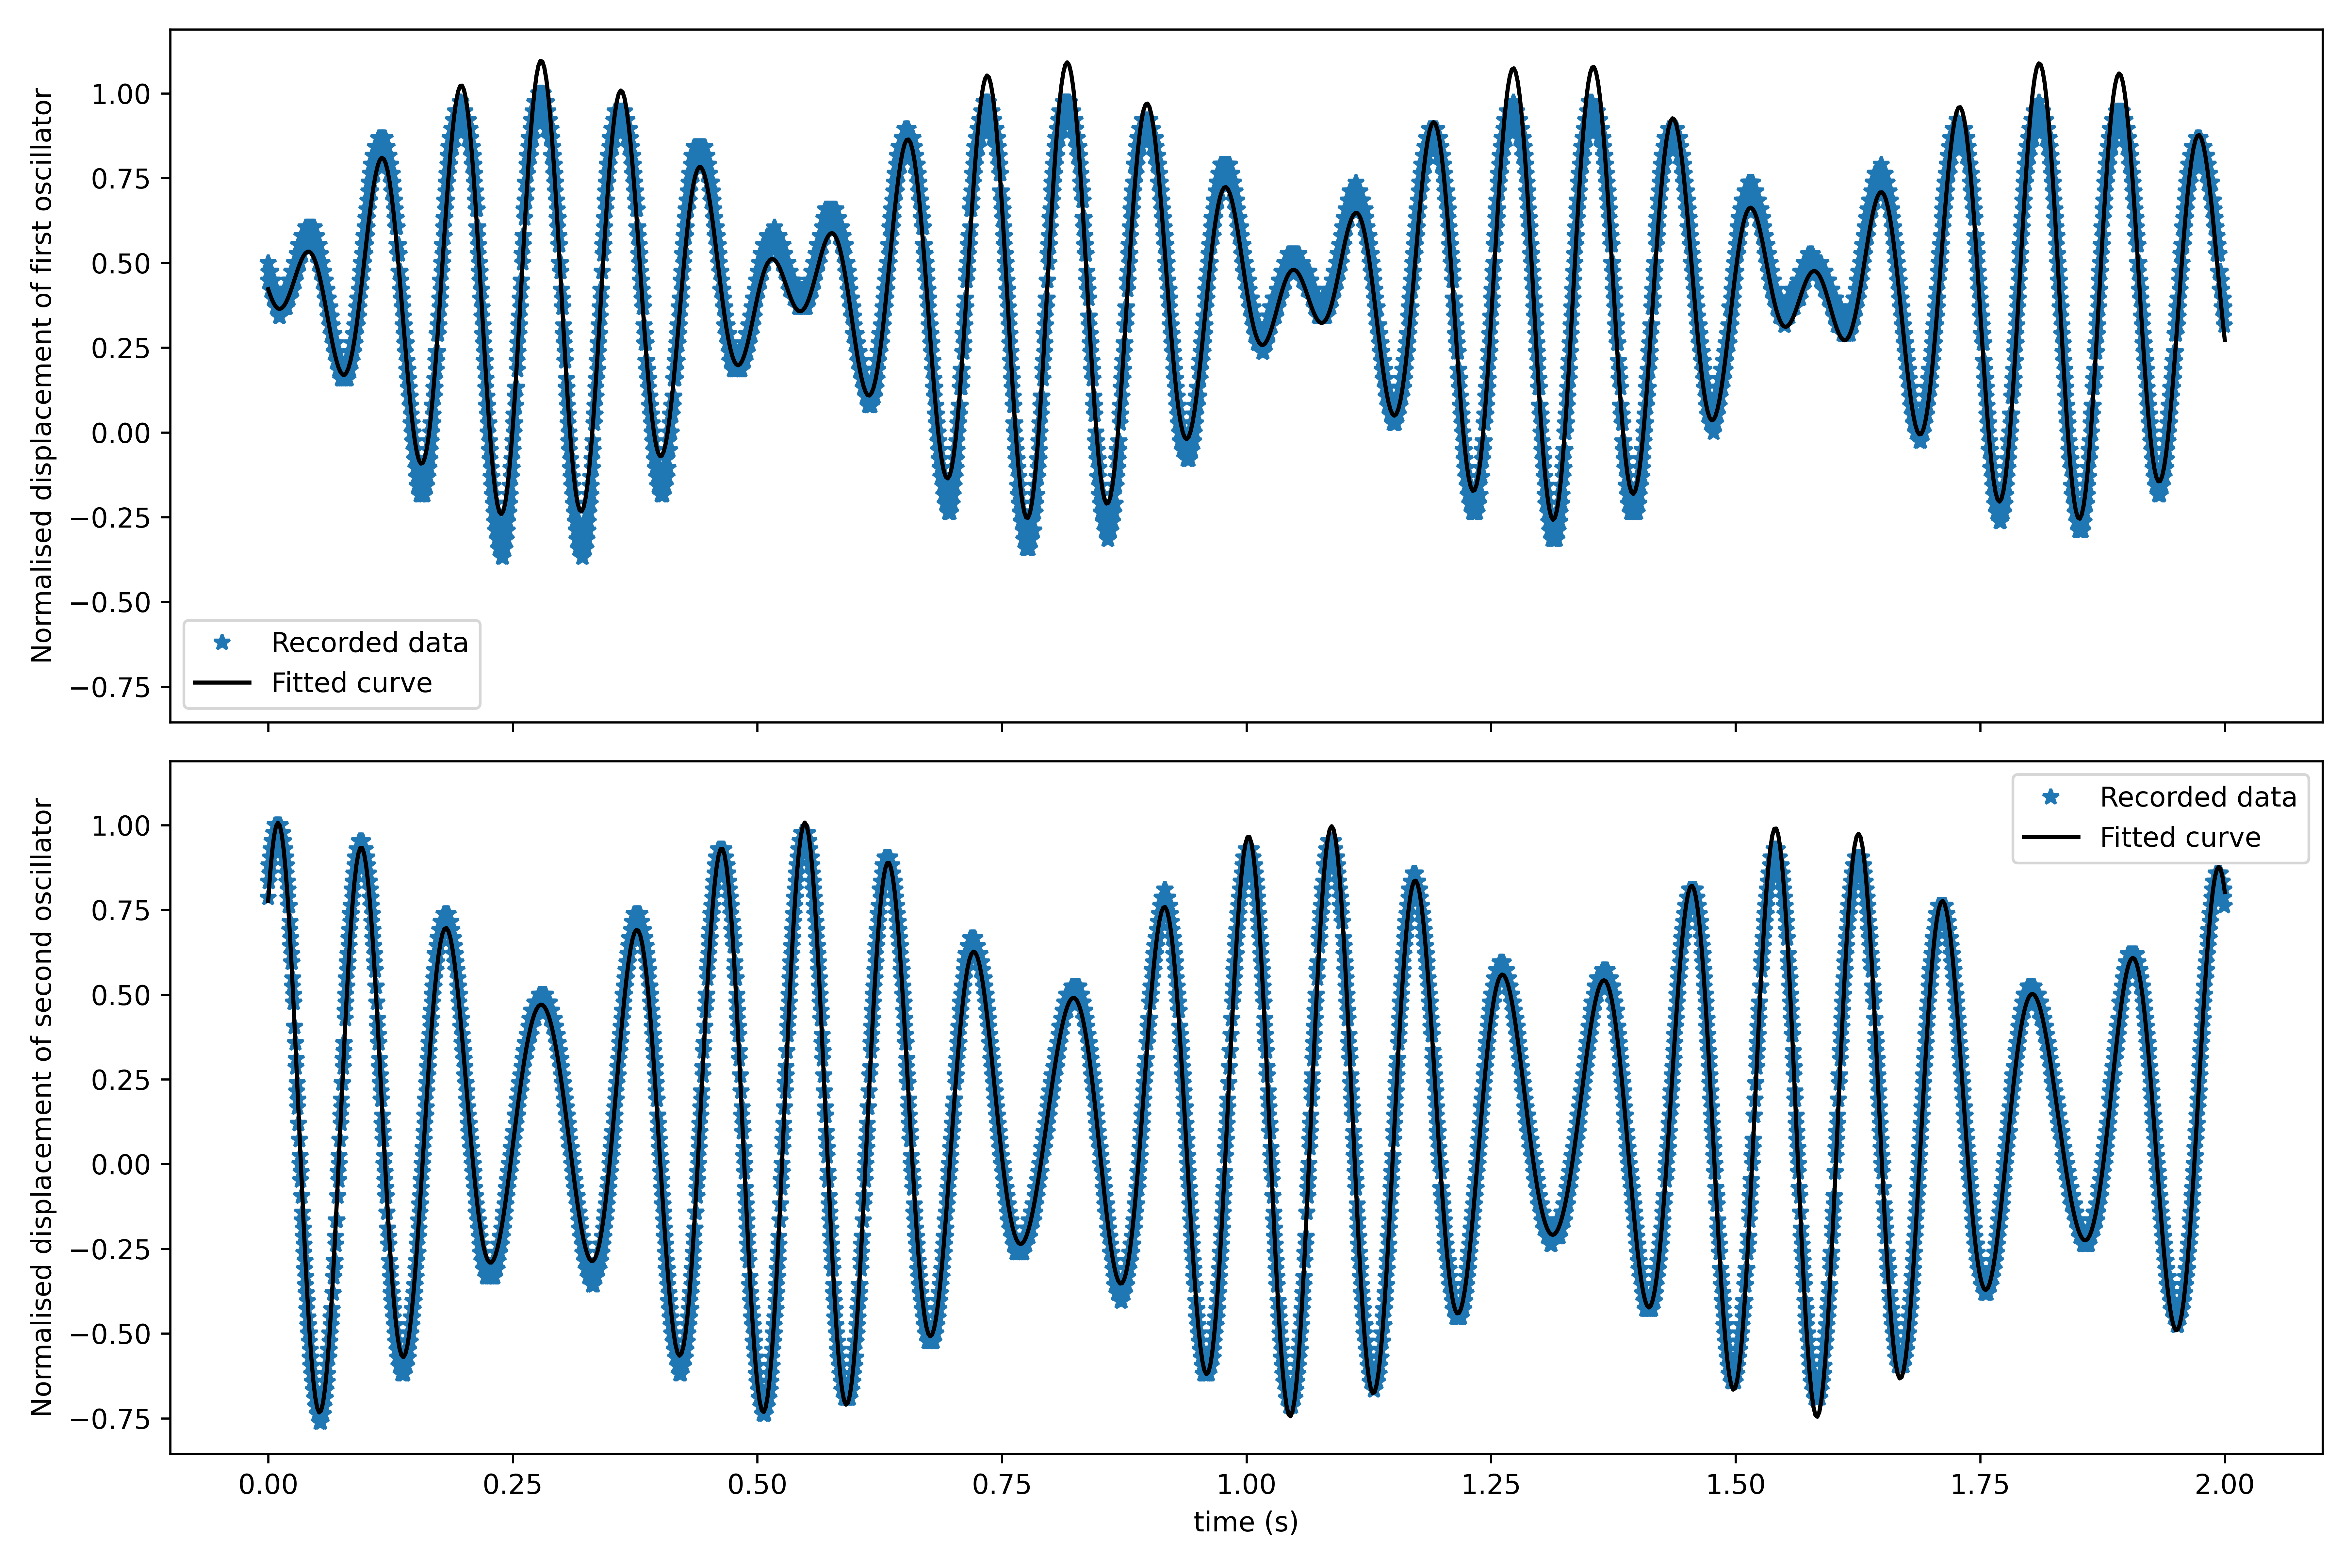 Normalised displacement of first oscillator
1.00
0.75
0.50
0.25
0.00
−0.25
−0.50
−0.75
Recorded data
Fitted curve
Normalised displacement of second oscillator
1.00
0.75
0.50
0.25
0.00
−0.25
−0.50
−0.75
Recorded data
Fitted curve
0.00 0.25 0.50 0.75 1.00 1.25 1.50 1.75 2.00
time (s)